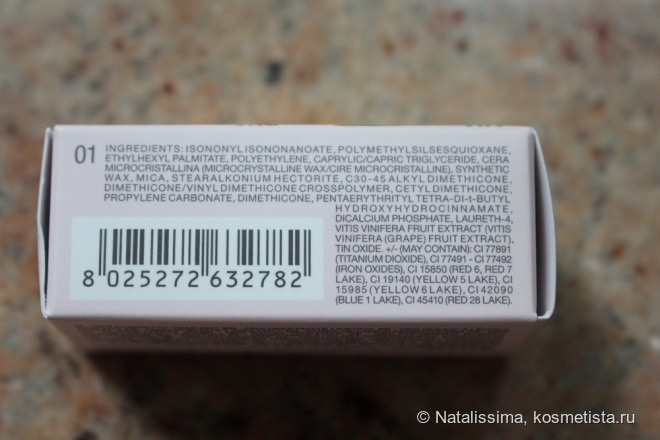 01
INGREDIENTS: ISONONYL ISONONANOATE, POLYMETHYLSILSESQUIOXANE,
ETHYLHEXYL PALMITATE, POLYETHYLENE, CAPRYLIC/CAPRIC TRIGLYCERIDE, CERA
MICROCRISTALLINA (MICROCRYSTALLINE WAX/CIRE MICROCRISTALLINE), SYNTHETIC
WAX, MICA, STEARALKONIUM HECTORITE, C30-45 ALKYL DIMETHICONE,
DIMETHICONE/VINYL DIMETHICONE CROSSPOLYMER, CETYL DIMETHICONE,
PROPYLENE CARBONATE, DIMETHICONE, PENTAERYTHRITYL TETRA-DI-t-BUTYL
HYDROXYHYDROCINNAMATE,
DICALCIUM PHOSPHATE, LAURETH-4,
VITIS VINIFERA FRUIT EXTRACT (VITIS
VINIFERA (GRAPE) FRUIT EXTRACT),
TIN OXIDE. +/- (MAY CONTAIN): CI 77891
(TITANIUM DIOXIDE), CI 77491 - CI 77492
(IRON OXIDES), CI 15850 (RED 6, RED 7
LAKE), CI 19140 (YELLOW 5 LAKE), CI
15985 (YELLOW 6 LAKE), CI 42090
(BLUE 1 LAKE), CI 45410 (RED 28 LAKE).
8 025272 632782
© Natalissima, kosmetista.ru